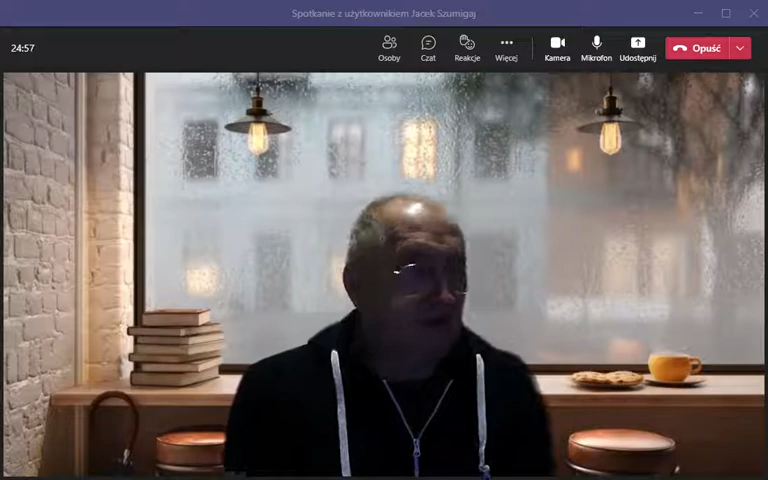 Spotkanie z użytkownikiem Jacek Szumigaj
24:57
Osoby
Czat
Reakcje
Więcej
Kamera
Mikrofon
Udostępnij
Opuść